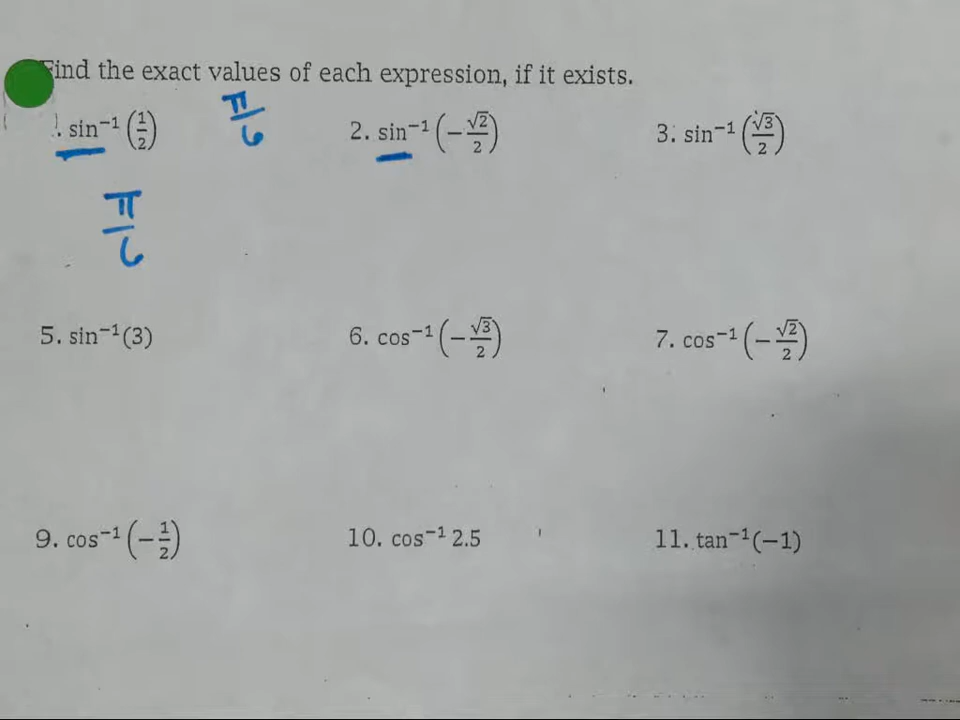 Find the exact values of each expression, if it exists.
1. sin⁻¹(1/2) π/6 2. sin⁻¹(−√2/2) 3. sin⁻¹(√3/2)
π/6
5. sin⁻¹(3) 6. cos⁻¹(−√3/2) 7. cos⁻¹(−√2/2)
9. cos⁻¹(−1/2) 10. cos⁻¹ 2.5 11. tan⁻¹(−1)